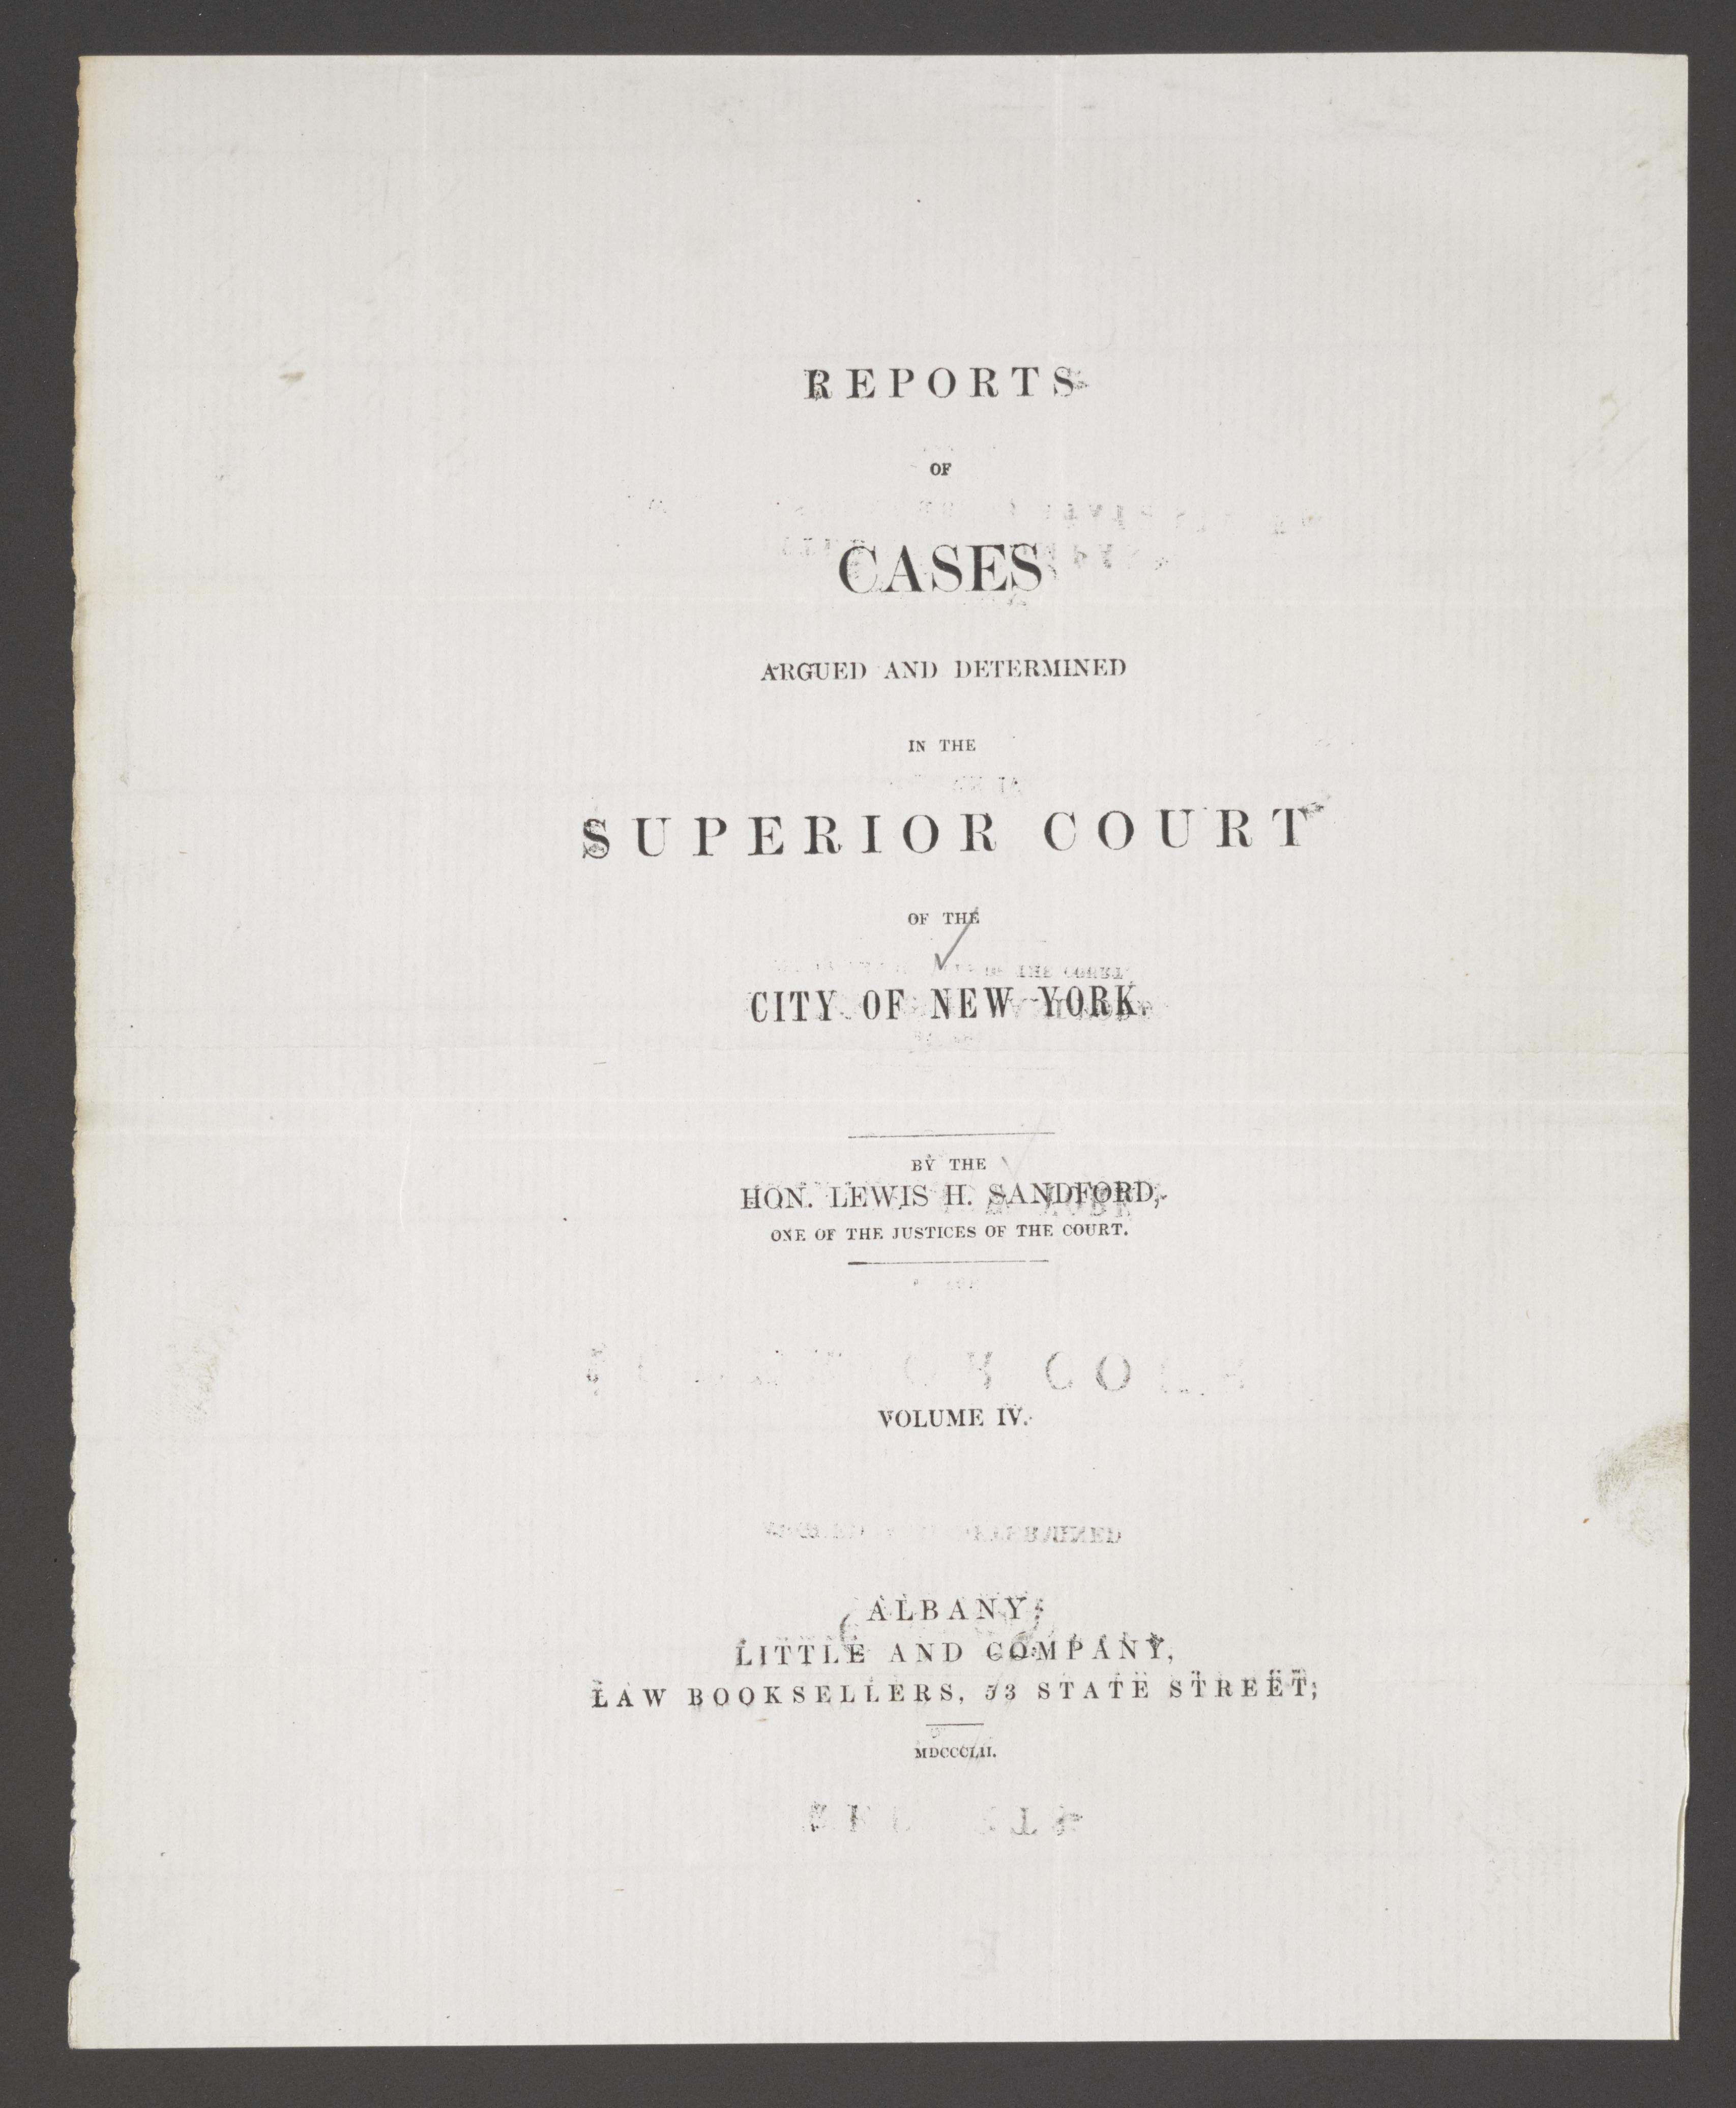 REPORTS
OF
CASES
ARGUED AND DETERMINED
IN THE
SUPERIOR COURT
OF THE
CITY OF NEW YORK.
BY THE
HON. LEWIS H. SANDFORD,
ONE OF THE JUSTICES OF THE COURT.
VOLUME IV.
ALBANY:
LITTLE AND COMPANY,
LAW BOOKSELLERS, 53 STATE STREET;
MDCCCLII.